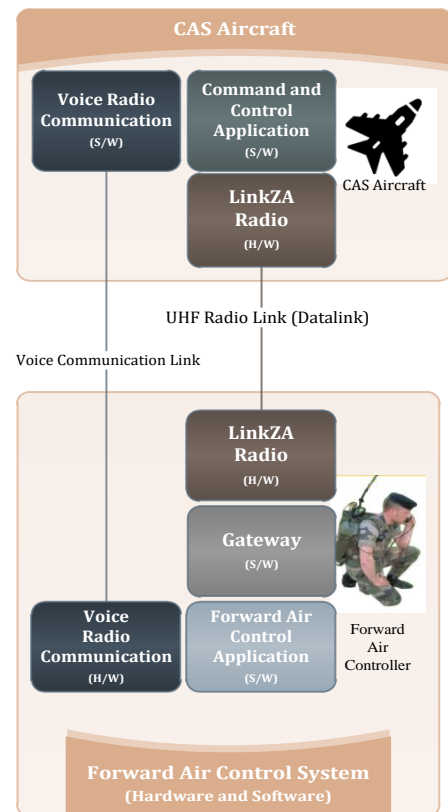 CAS Aircraft
Voice Radio
Communication
(S/W)
Command and
Control
Application
(S/W)
CAS Aircraft
LinkZA
Radio
(H/W)
UHF Radio Link (Datalink)
Voice Communication Link
LinkZA
Radio
(H/W)
Gateway
(S/W)
Voice
Radio
Communication
(H/W)
Forward Air
Control
Application
(S/W)
Forward
Air
Controller
Forward Air Control System
(Hardware and Software)